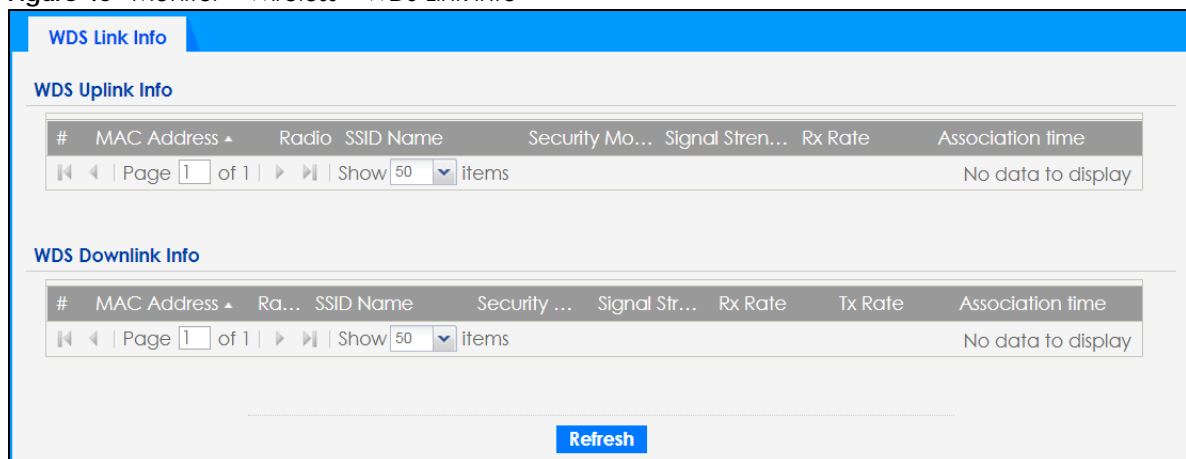 WDS Link Info
WDS Uplink Info
# MAC Address Radio SSID Name Security Mo... Signal Stren... Rx Rate Association time
Page 1 of 1 Show 50 items No data to display
WDS Downlink Info
# MAC Address Ra... SSID Name Security ... Signal Str... Rx Rate Tx Rate Association time
Page 1 of 1 Show 50 items No data to display
Refresh